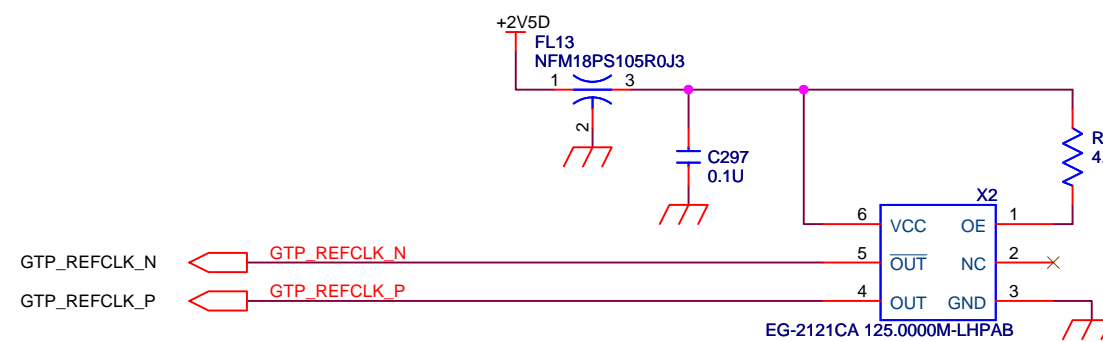 +2V5D
FL13
NFM18PS105R0J3
1 3
2
C297
0.1U
R
4.
X2
6 VCC OE 1
GTP_REFCLK_N GTP_REFCLK_N 5 OUT NC 2
GTP_REFCLK_P GTP_REFCLK_P 4 OUT GND 3
EG-2121CA 125.0000M-LHPAB